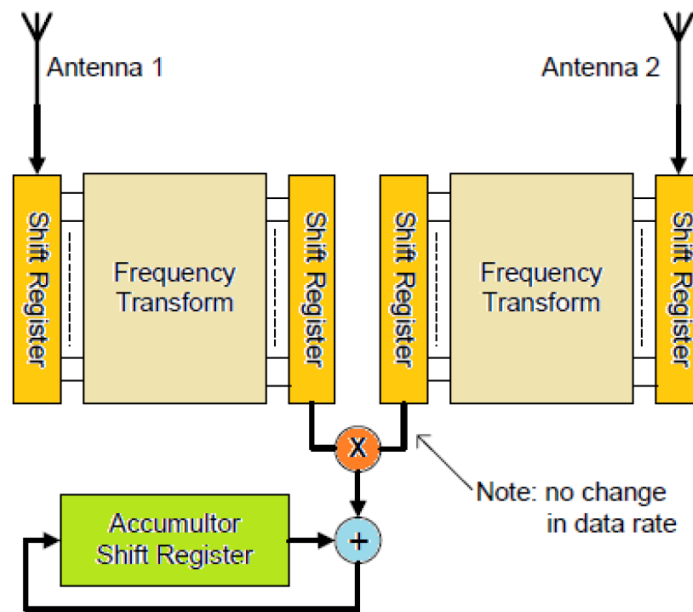 Antenna 1
Antenna 2
Shift Register
Frequency
Transform
Shift Register
Shift Register
Frequency
Transform
Shift Register
X
Note: no change
in data rate
Accumultor
Shift Register
+